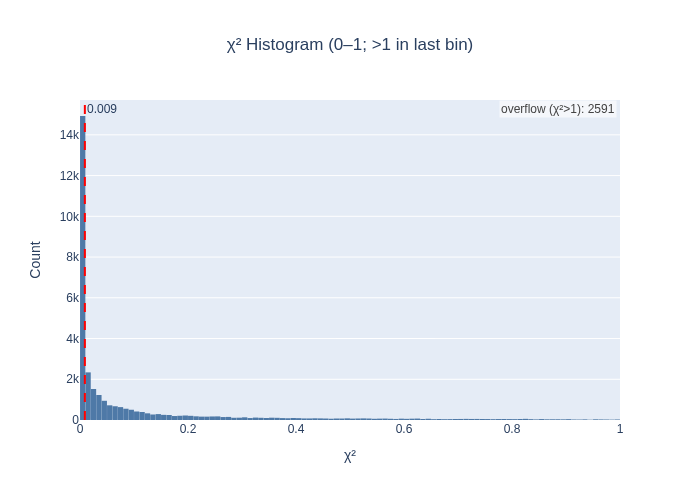 χ² Histogram (0–1; >1 in last bin)
0.009
overflow (χ²>1): 2591
14k
12k
10k
8k
6k
4k
2k
0
Count
0
0.2
0.4
0.6
0.8
1
χ²